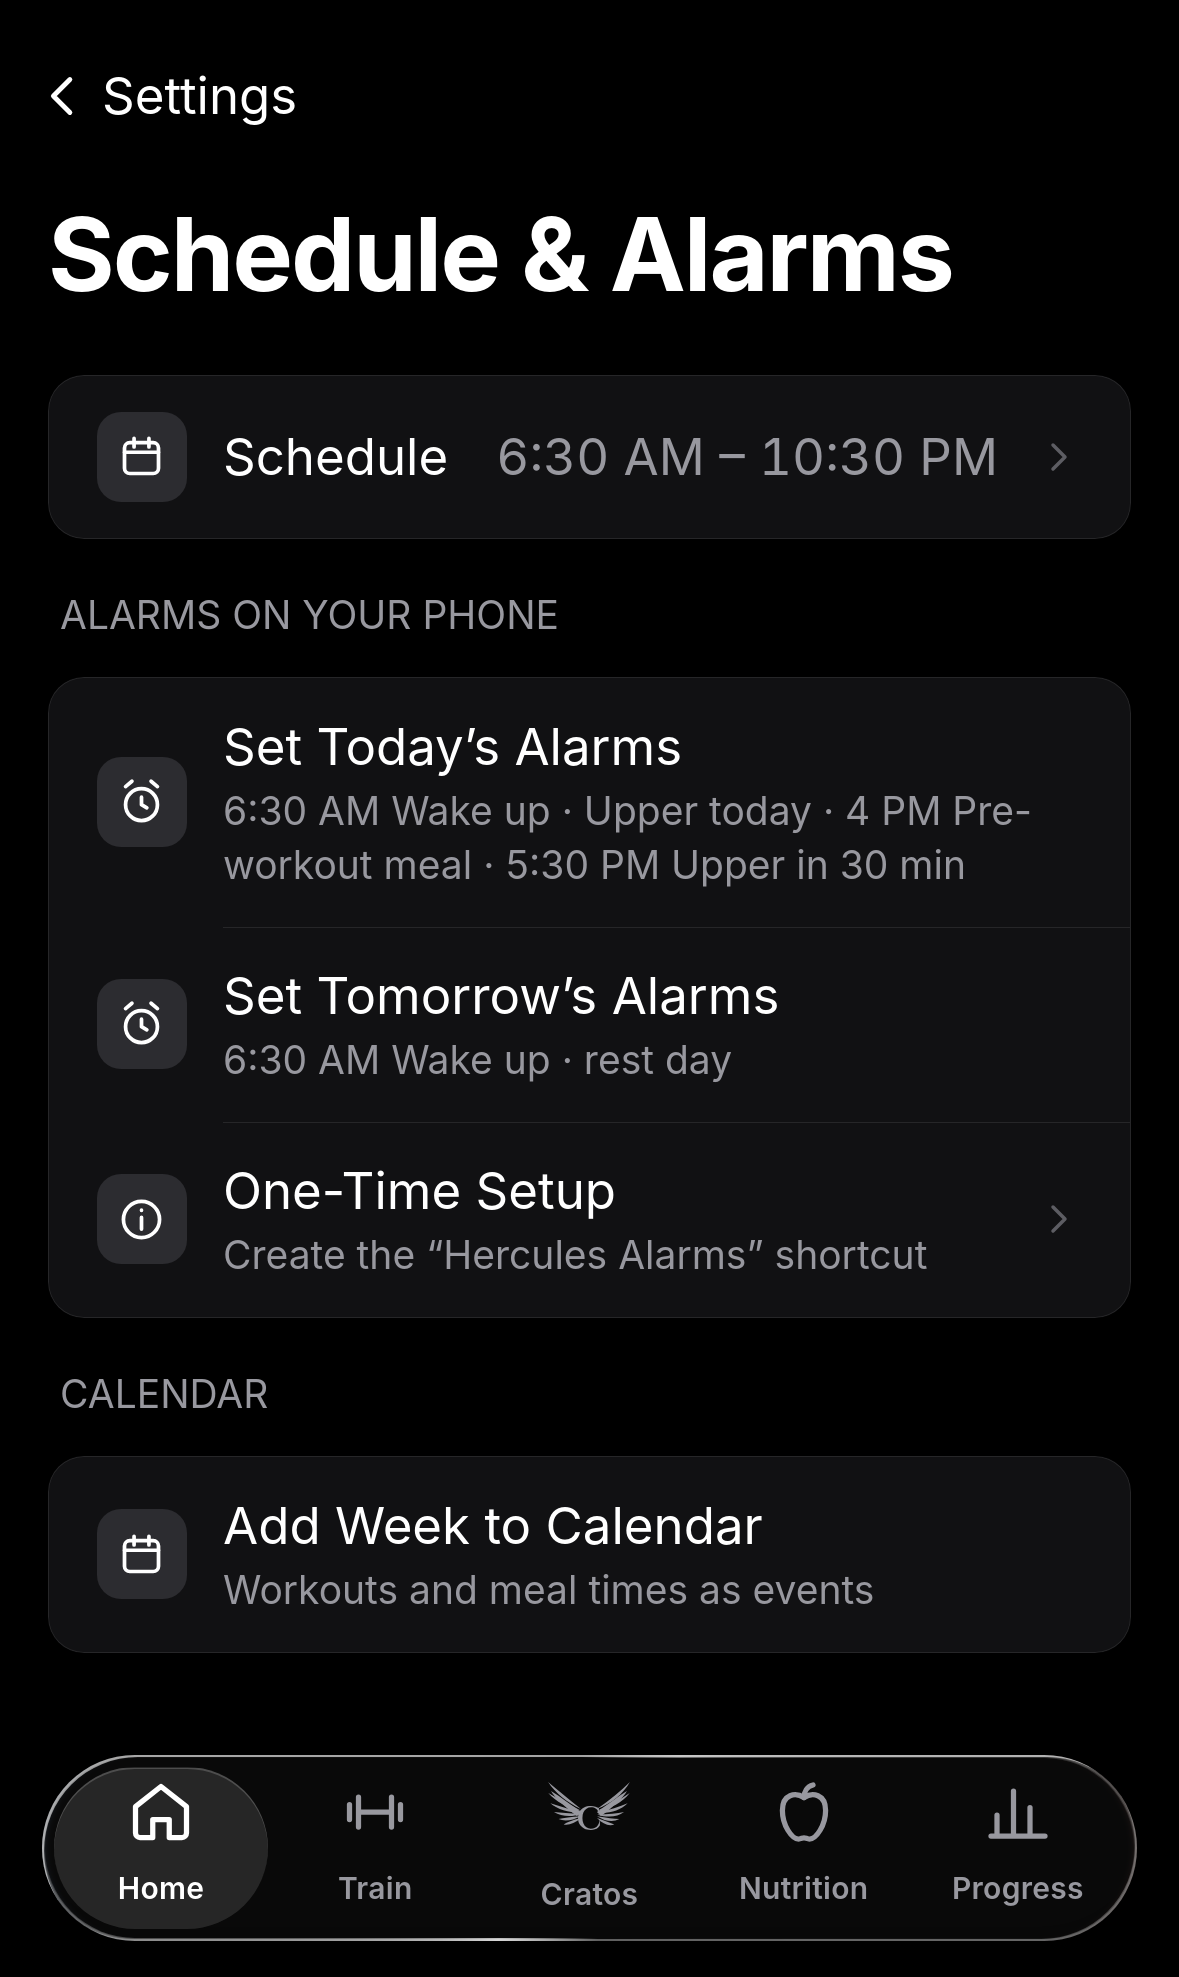 Settings
Schedule & Alarms
Schedule 6:30 AM – 10:30 PM
ALARMS ON YOUR PHONE
Set Today’s Alarms
6:30 AM Wake up · Upper today · 4 PM Pre-
workout meal · 5:30 PM Upper in 30 min
Set Tomorrow’s Alarms
6:30 AM Wake up · rest day
One-Time Setup
Create the “Hercules Alarms” shortcut
CALENDAR
Add Week to Calendar
Workouts and meal times as events
C
Home Train Cratos Nutrition Progress